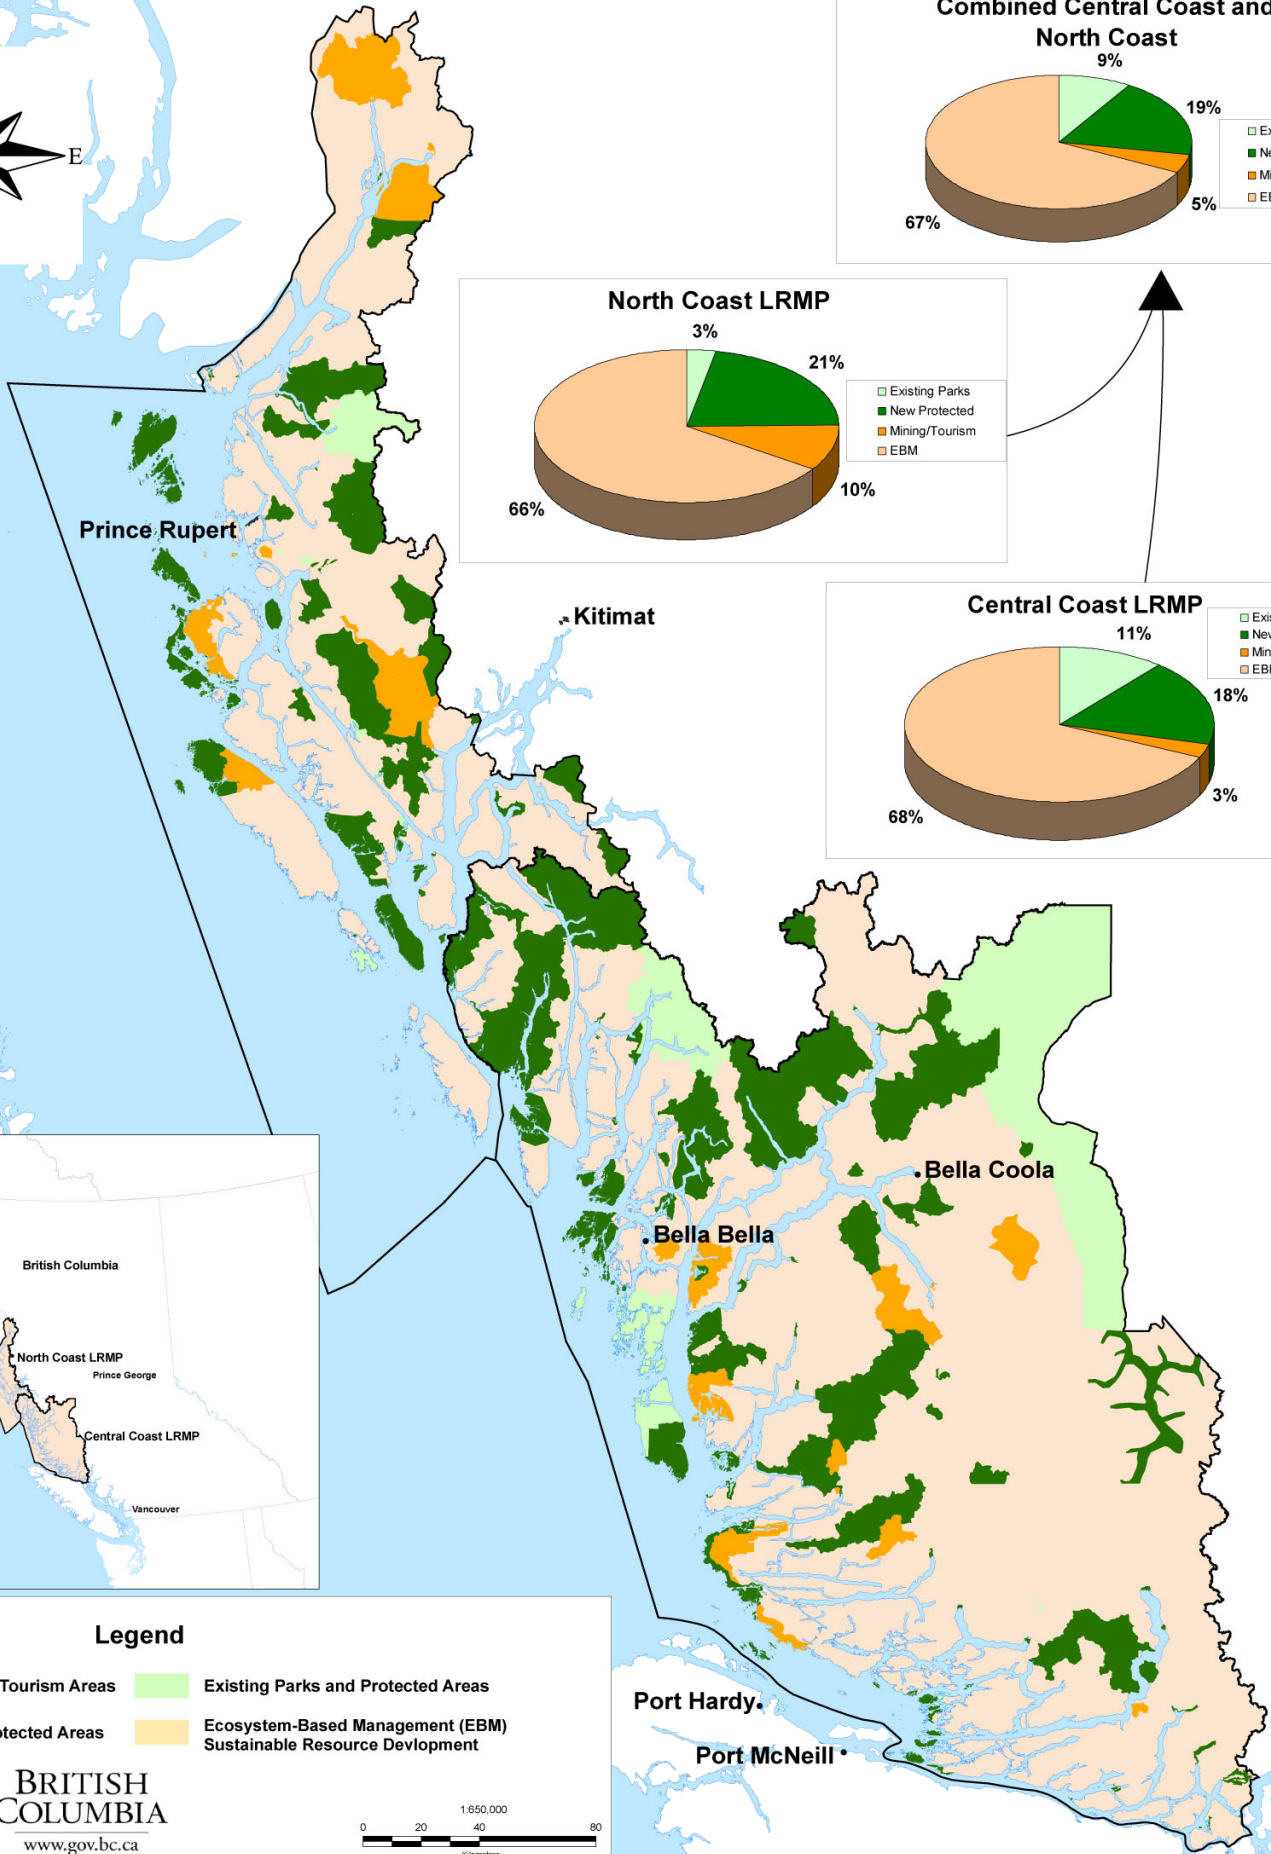 Combined Central Coast and
North Coast
9%
19%
5%
67%
E
North Coast LRMP
3%
21%
10%
66%
Existing Parks
New Protected
Mining/Tourism
EBM
Prince Rupert
Kitimat
Central Coast LRMP
11%
18%
3%
68%
Bella Coola
Bella Bella
British Columbia
North Coast LRMP
Prince George
Central Coast LRMP
Vancouver
Legend
Tourism Areas
Existing Parks and Protected Areas
Ecosystem-Based Management (EBM)
Sustainable Resource Devlopment
Port Hardy
Port McNeill
BRITISH
COLUMBIA
www.gov.bc.ca
1:650,000
0 20 40 80